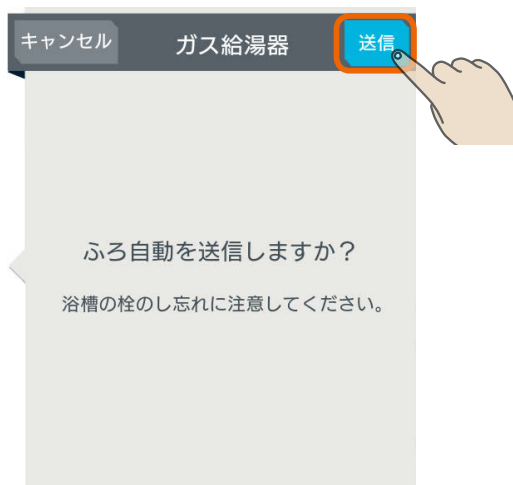 キャンセル ガス給湯器 送信
ふろ自動を送信しますか？
浴槽の栓のし忘れに注意してください。